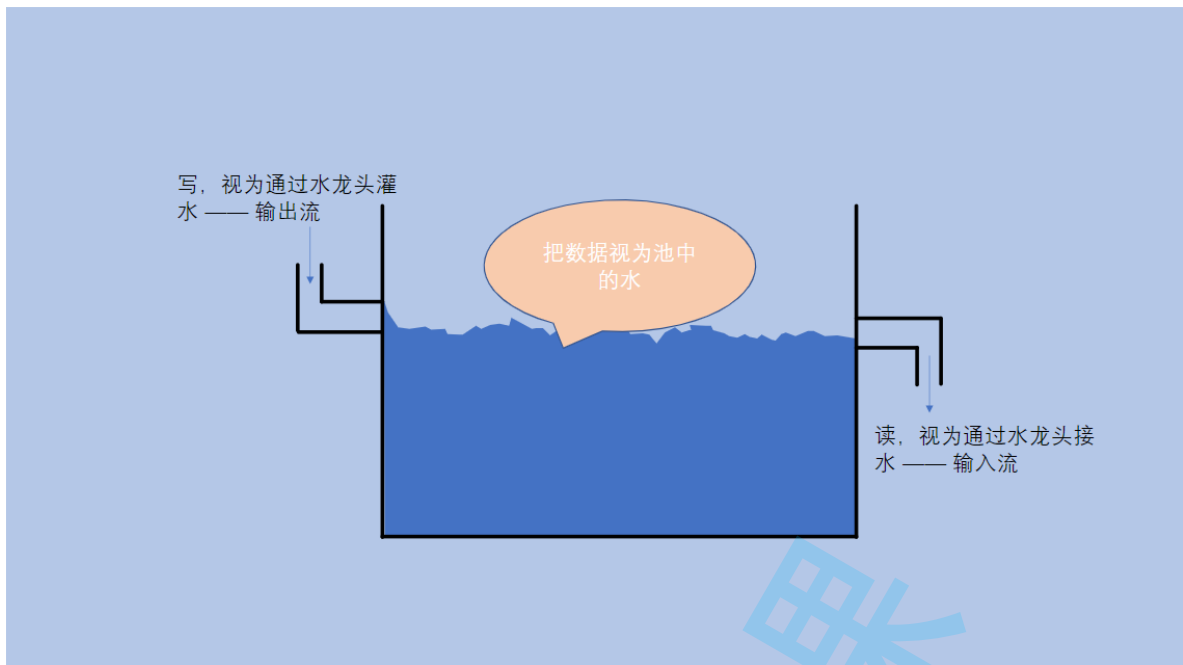 写，视为通过水龙头灌
水 —— 输出流
把数据视为池中
的水
读，视为通过水龙头接
水 —— 输入流